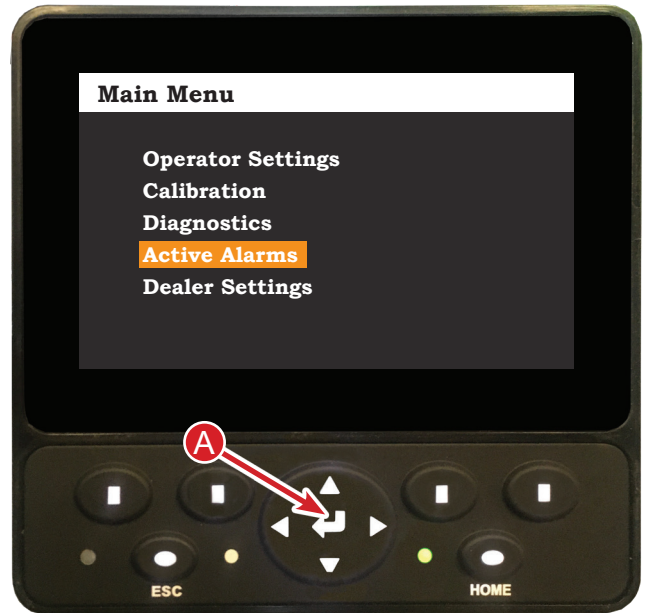 Main Menu
Operator Settings
Calibration
Diagnostics
Active Alarms
Dealer Settings
A
ESC
HOME